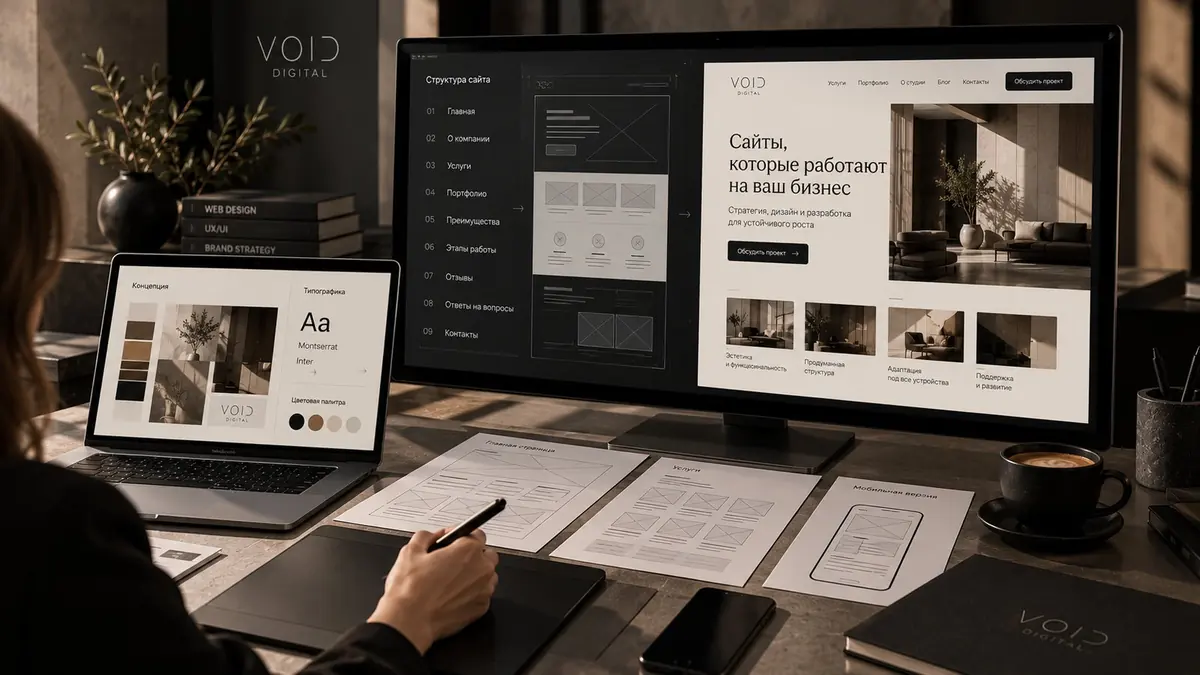 VOID
DIGITAL
WEB DESIGN
UX/UI
BRAND STRATEGY
Концепция
Типографика
Aa
Montserrat
Inter
Цветовая палитра
VOID
DIGITAL
Структура сайта
01 Главная
02 О компании
03 Услуги
04 Портфолио
05 Преимущества
06 Этапы работы
07 Отзывы
08 Ответы на вопросы
09 Контакты
VOID
DIGITAL
Услуги Портфолио О студии Блог Контакты
Обсудить проект
Сайты,
которые работают
на ваш бизнес
Стратегия, дизайн и разработка
для устойчивого роста
Обсудить проект →
Эстетика
и функциональность
Продуманная
структура
Адаптация
под все устройства
Поддержка
и развитие
Главная страница
Услуги
Мобильная версия
VOID
DIGITAL